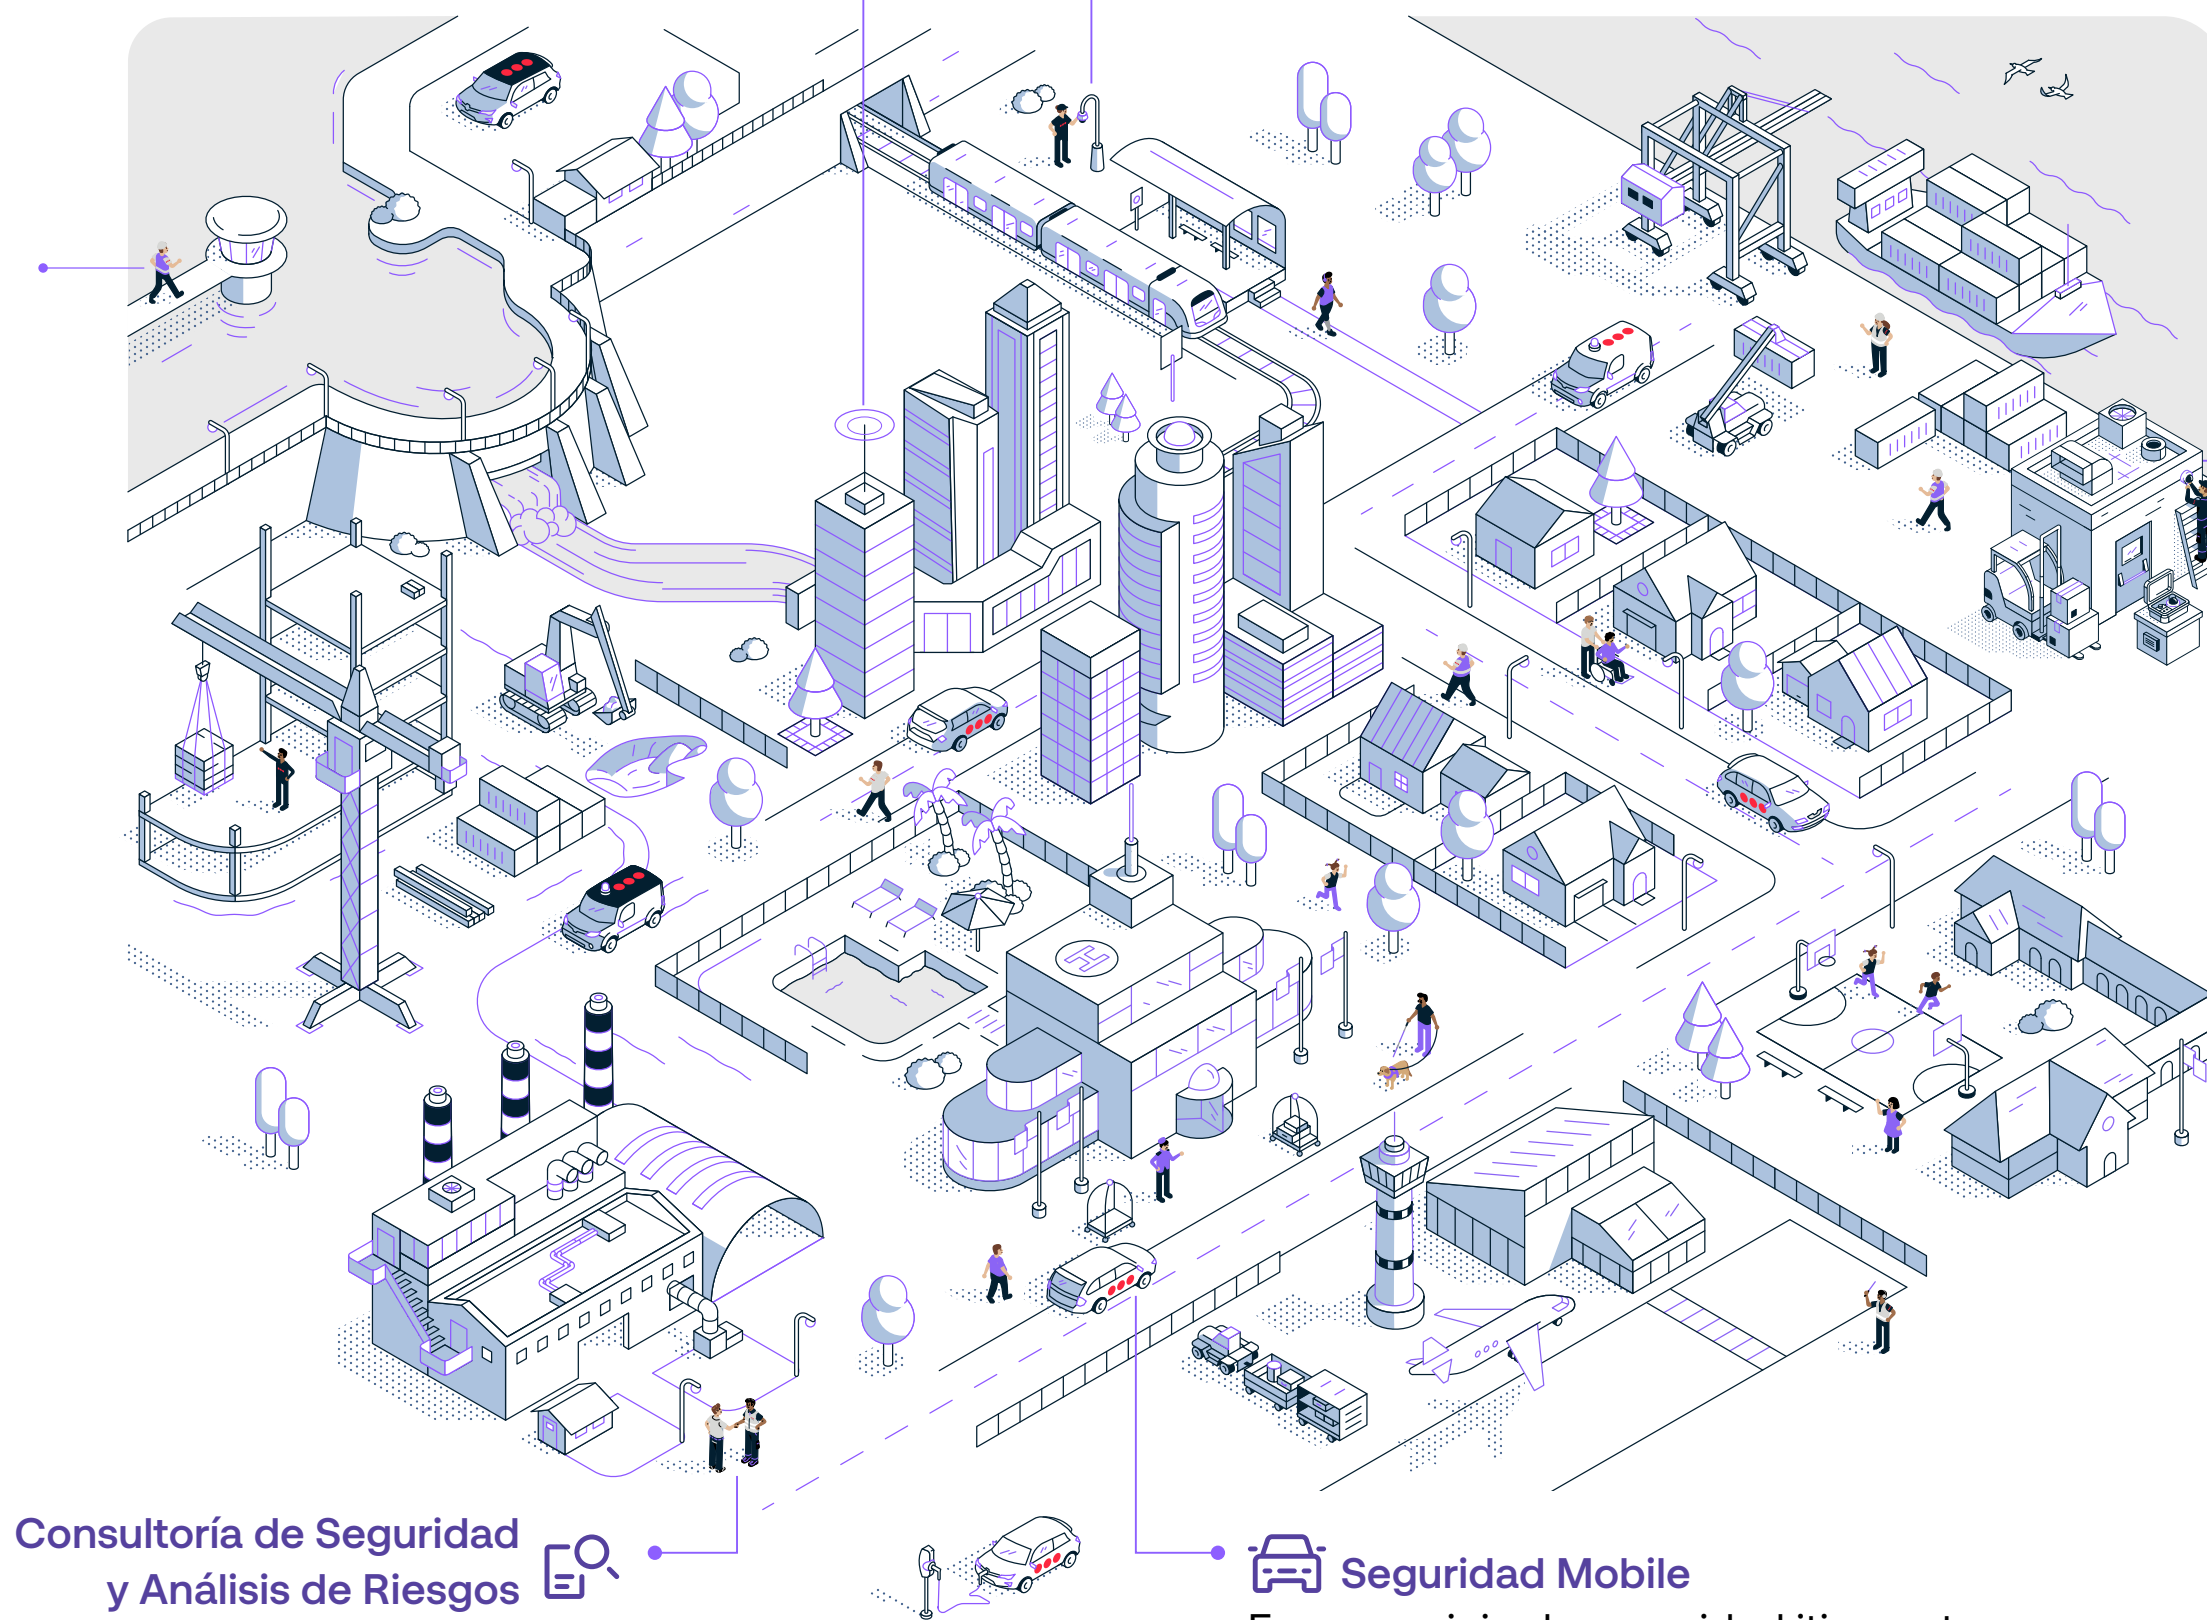 Consultoría de Seguridad
y Análisis de Riesgos
Seguridad Mobile